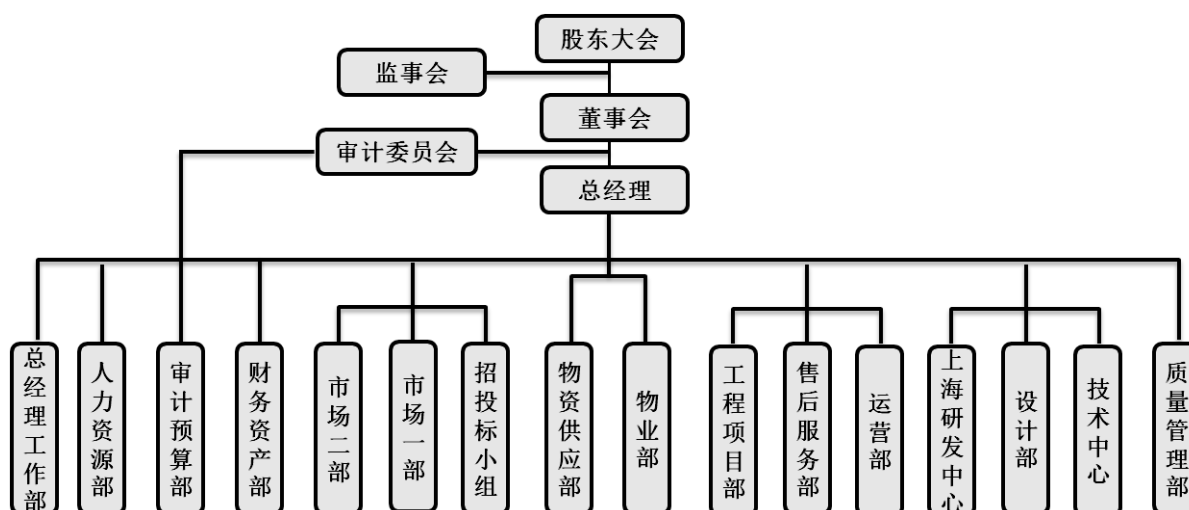 股东大会
监事会
董事会
审计委员会
总经理
总经理工作部
人力资源部
审计预算部
财务资产部
市场二部
市场一部
招投标小组
物资供应部
物业部
工程项目部
售后服务部
运营部
上海研发中心
设计部
技术中心
质量管理部